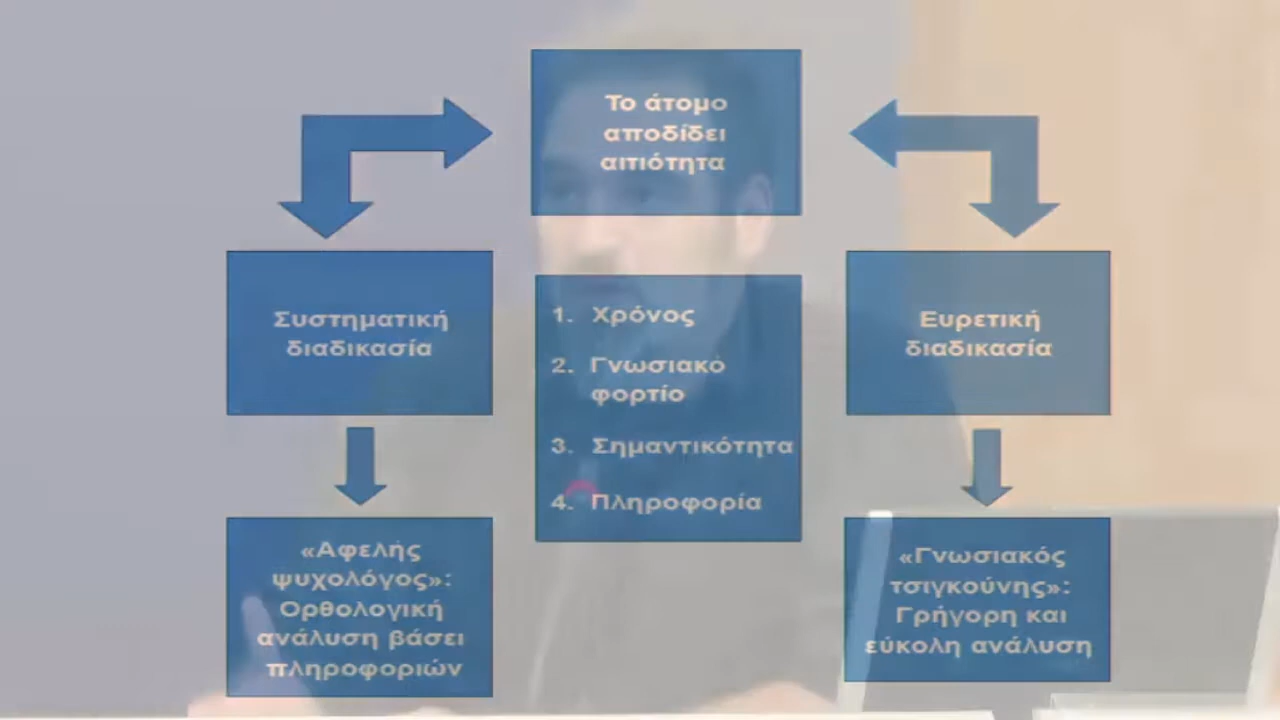 Το άτομο
αποδίδει
αιτιότητα
Συστηματική
διαδικασία
1. Χρόνος
2. Γνωσιακό
φορτίο
3. Σημαντικότητα
4. Πληροφορία
Ευρετική
διαδικασία
«Αφελής
ψυχολόγος»:
Ορθολογική
ανάλυση βάσει
πληροφοριών
«Γνωσιακός
τσιγκούνης»:
Γρήγορη και
εύκολη ανάλυση